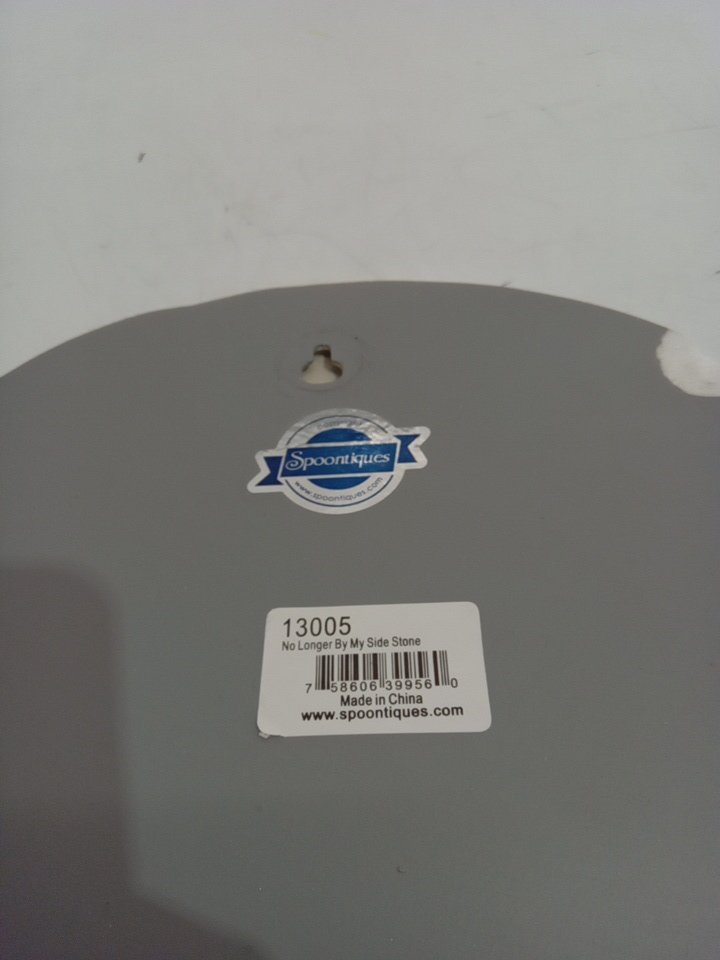 Spoontiques
www.spoontiques.com
13005
No Longer By My Side Stone
7 58606 39956 0
Made in China
www.spoontiques.com